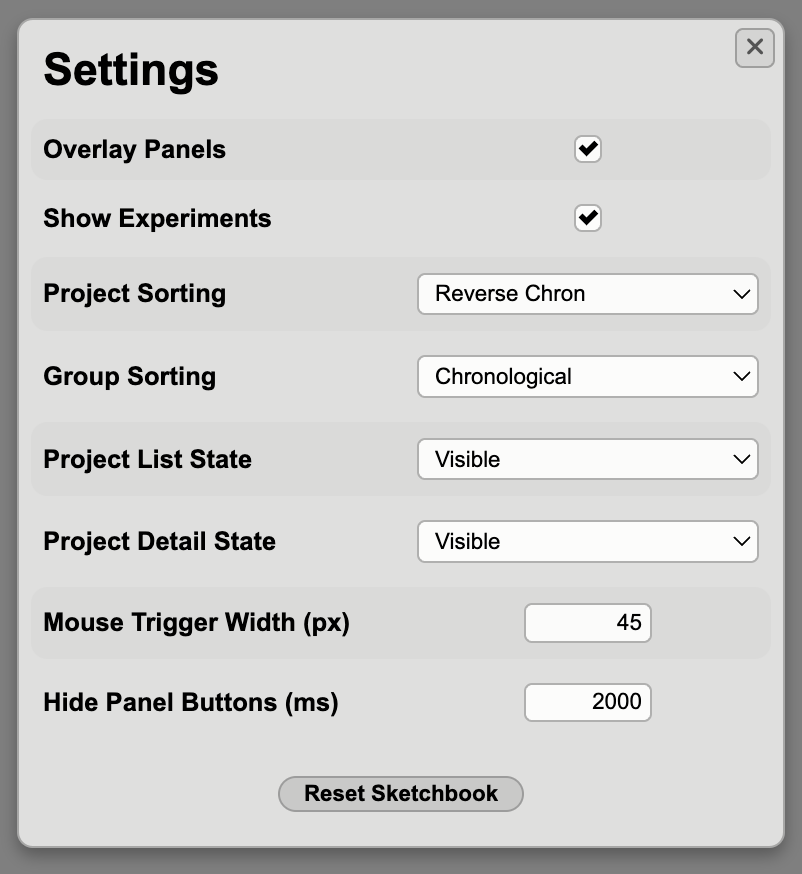 Settings
Overlay Panels
Show Experiments
Project Sorting
Reverse Chron
Group Sorting
Chronological
Project List State
Visible
Project Detail State
Visible
Mouse Trigger Width (px)
45
Hide Panel Buttons (ms)
2000
Reset Sketchbook